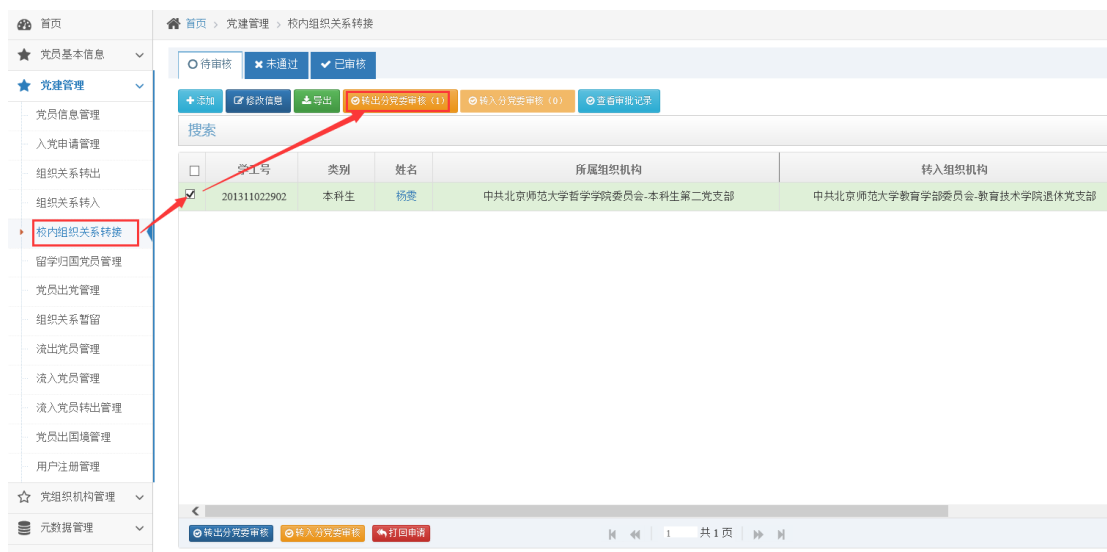 首页
首页 > 党建管理 > 校内组织关系转接
党员基本信息
待审核 未通过 已审核
党建管理
添加 修改信息 导出 转出分党委审核（1） 转入分党委审核（0） 查看审批记录
党员信息管理
搜索
入党申请管理
学工号 类别 姓名 所属组织机构 转入组织机构
组织关系转出
201311022902 本科生 杨雯 中共北京师范大学哲学学院委员会-本科生第二党支部 中共北京师范大学教育学部委员会-教育技术学院退休党支部
组织关系转入
校内组织关系转接
留学归国党员管理
党员出党管理
组织关系暂留
流出党员管理
流入党员管理
流入党员转出管理
党员出国境管理
用户注册管理
党组织机构管理
元数据管理
转出分党委审核 转入分党委审核 打回申请 1 共 1 页